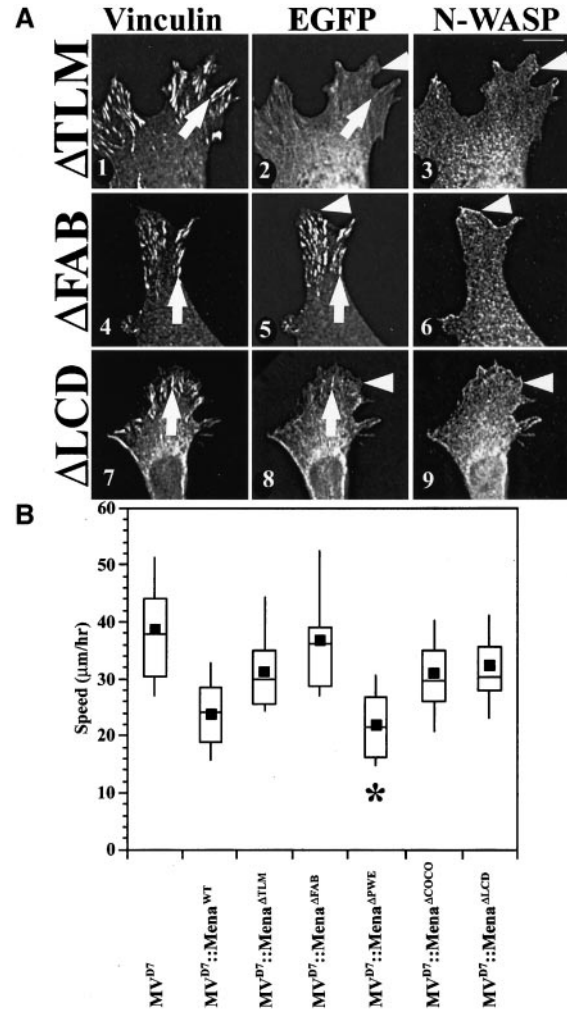 A Vinculin EGFP N-WASP
ΔTLM
1 2 3
ΔFAB
4 5 6
ΔLCD
7 8 9
B
60
50
40
30
20
10
0
Speed (μm/hr)
*
MV^D7
MV^D7::Mena^WT
MV^D7::Mena^ΔTLM
MV^D7::Mena^ΔFAB
MV^D7::Mena^ΔPWE
MV^D7::Mena^ΔCOCO
MV^D7::Mena^ΔLCD